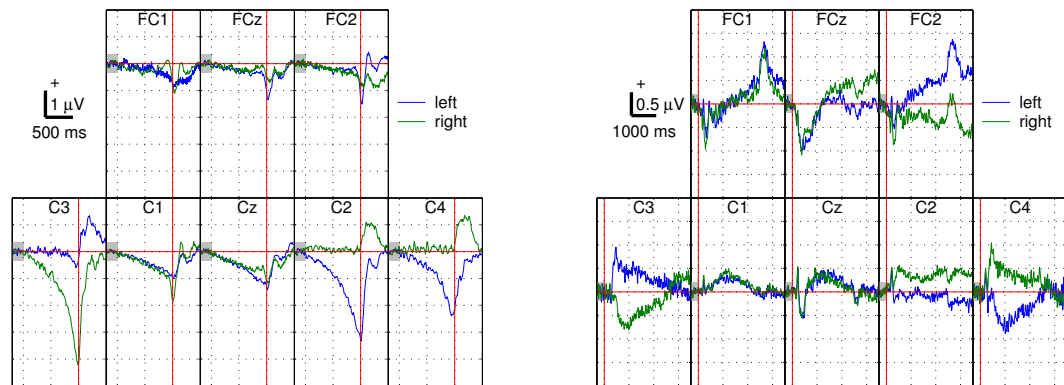 FC1 FCz FC2
+
1 μV
500 ms
left
right
C3 C1 Cz C2 C4
FC1 FCz FC2
+
0.5 μV
1000 ms
left
right
C3 C1 Cz C2 C4